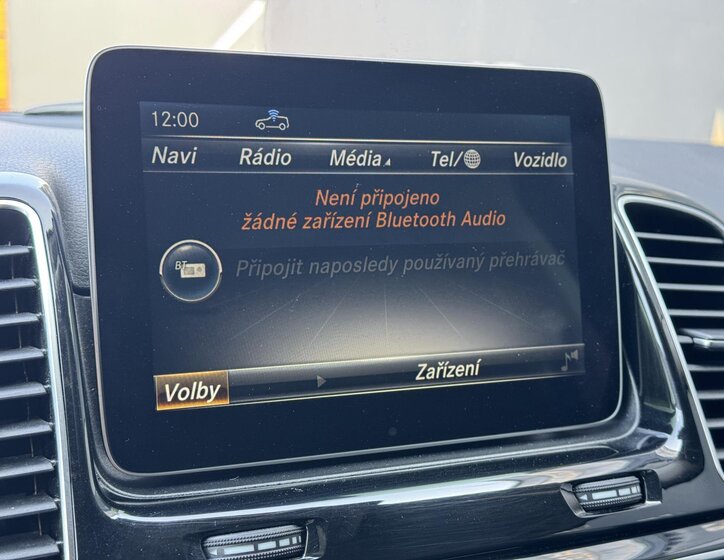 12:00
Navi Rádio Média Tel/ Vozidlo
Není připojeno
žádné zařízení Bluetooth Audio
BT
Připojit naposledy používaný přehrávač
Volby Zařízení